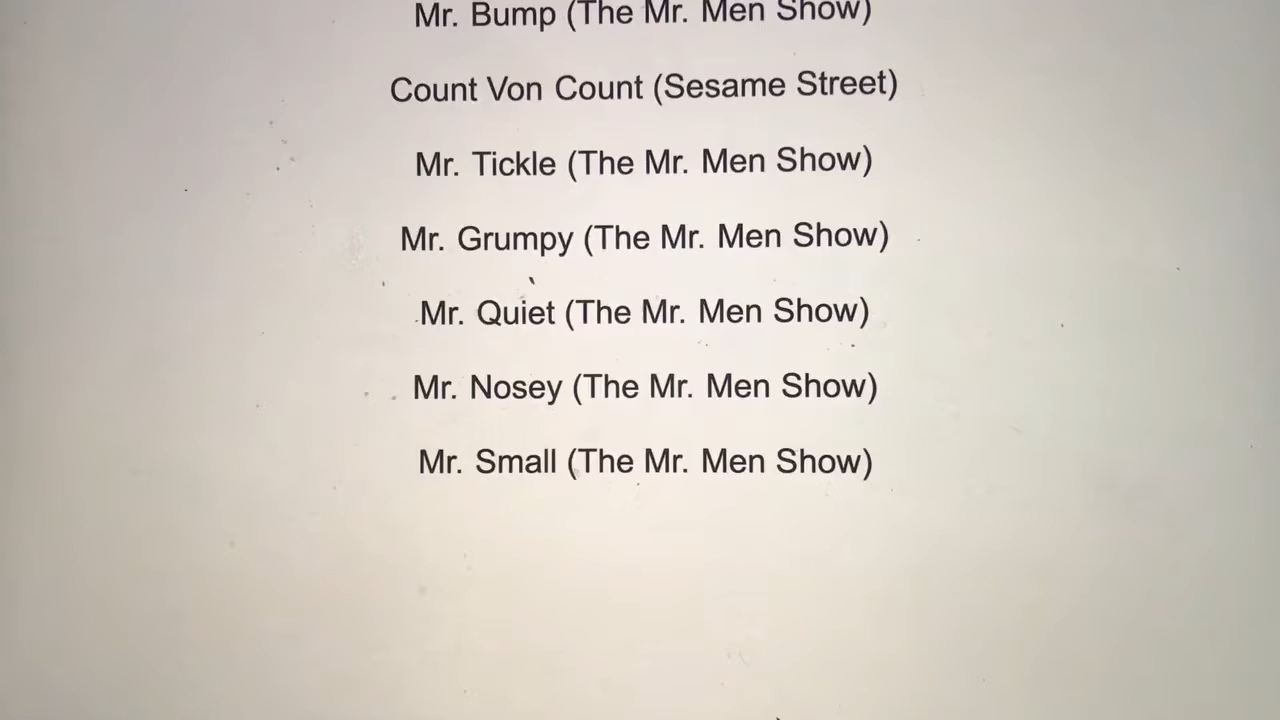 Mr. Bump (The Mr. Men Show)
Count Von Count (Sesame Street)
Mr. Tickle (The Mr. Men Show)
Mr. Grumpy (The Mr. Men Show)
Mr. Quiet (The Mr. Men Show)
Mr. Nosey (The Mr. Men Show)
Mr. Small (The Mr. Men Show)